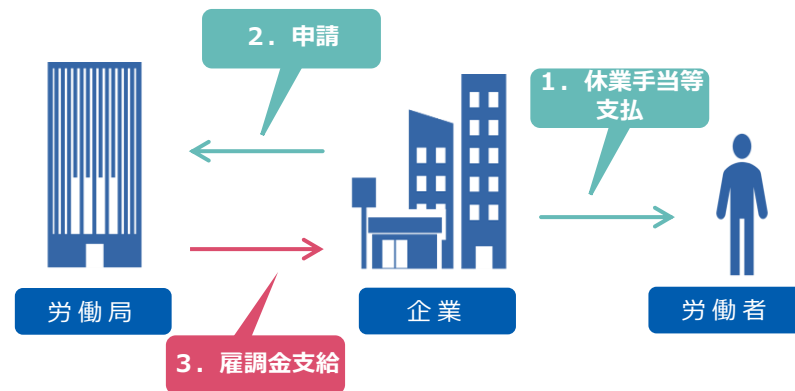 2．申請
1．休業手当等
支払
労働局
企業
労働者
3．雇調金支給